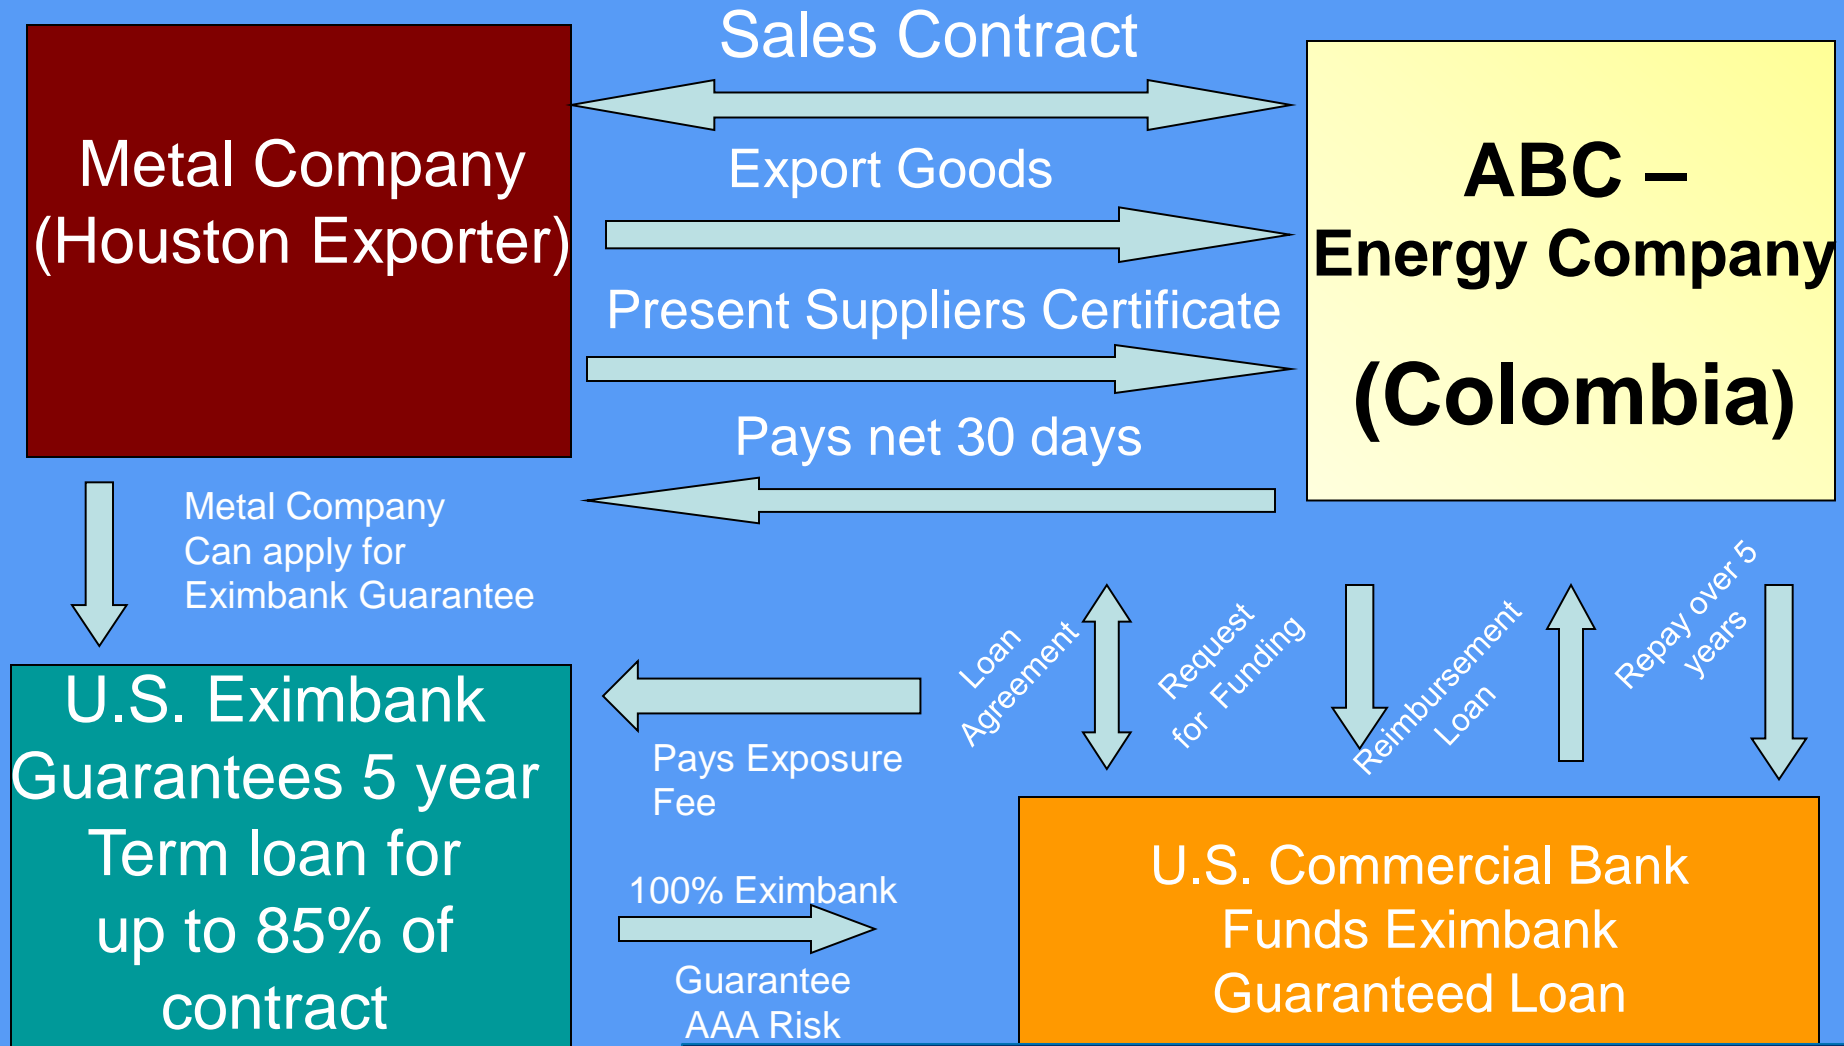 Sales Contract
Metal Company
(Houston Exporter)
Export Goods
Present Suppliers Certificate
Pays net 30 days
ABC –
Energy Company
(Colombia)
Metal Company
Can apply for
Eximbank Guarantee
Loan
Agreement
Request
for Funding
Reimbursement
Loan
Repay over 5
years
U.S. Eximbank
Guarantees 5 year
Term loan for
up to 85% of
contract
Pays Exposure
Fee
100% Eximbank
Guarantee
AAA Risk
U.S. Commercial Bank
Funds Eximbank
Guaranteed Loan